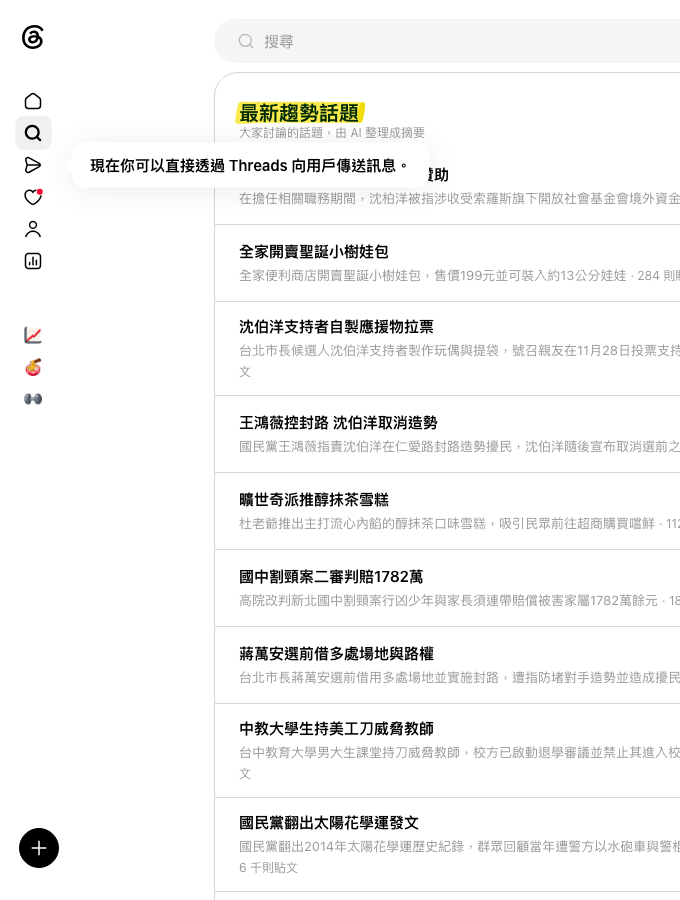 搜尋
最新趨勢話題
大家討論的話題，由 AI 整理成摘要
現在你可以直接透過 Threads 向用戶傳送訊息。
贊助
在擔任相關職務期間，沈柏洋被指涉收受索羅斯旗下開放社會基金會境外資金
全家開賣聖誕小樹娃包
全家便利商店開賣聖誕小樹娃包，售價199元並可裝入約13公分娃娃 · 284 則
沈伯洋支持者自製應援物拉票
台北市長候選人沈伯洋支持者製作玩偶與提袋，號召親友在11月28日投票支持
文
王鴻薇控封路 沈伯洋取消造勢
國民黨王鴻薇指責沈伯洋在仁愛路封路造勢擾民，沈伯洋隨後宣布取消選前之
曠世奇派推醇抹茶雪糕
杜老爺推出主打流心內餡的醇抹茶口味雪糕，吸引民眾前往超商購買嚐鮮 · 112
國中割頸案二審判賠1782萬
高院改判新北國中割頸案行凶少年與家長須連帶賠償被害家屬1782萬餘元 · 18
蔣萬安選前借多處場地與路權
台北市長蔣萬安選前借用多處場地並實施封路，遭指防堵對手造勢並造成擾民
中教大學生持美工刀威脅教師
台中教育大學男大生課堂持刀威脅教師，校方已啟動退學審議並禁止其進入校
文
國民黨翻出太陽花學運發文
國民黨翻出2014年太陽花學運歷史紀錄，群眾回顧當年遭警方以水砲車與警棍
6 千則貼文